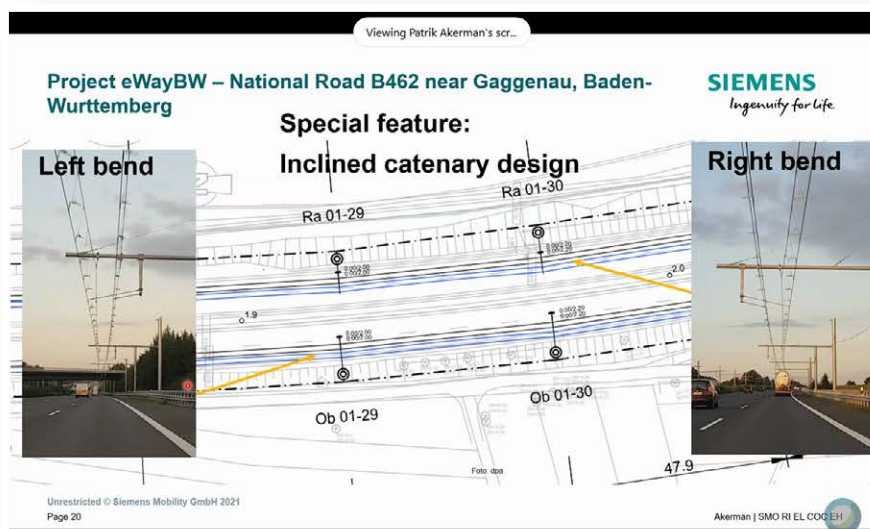 Viewing Patrik Akerman's scr...
Project eWayBW – National Road B462 near Gaggenau, Baden-
Wurttemberg
SIEMENS
Ingenuity for life
Special feature:
Inclined catenary design
Left bend
Right bend
Ra 01-29
Ra 01-30
1.9
2.0
Ob 01-29
Ob 01-30
Foto: dpa
47.9
Unrestricted © Siemens Mobility GmbH 2021
Page 20
Akerman | SMO RI EL COC EH